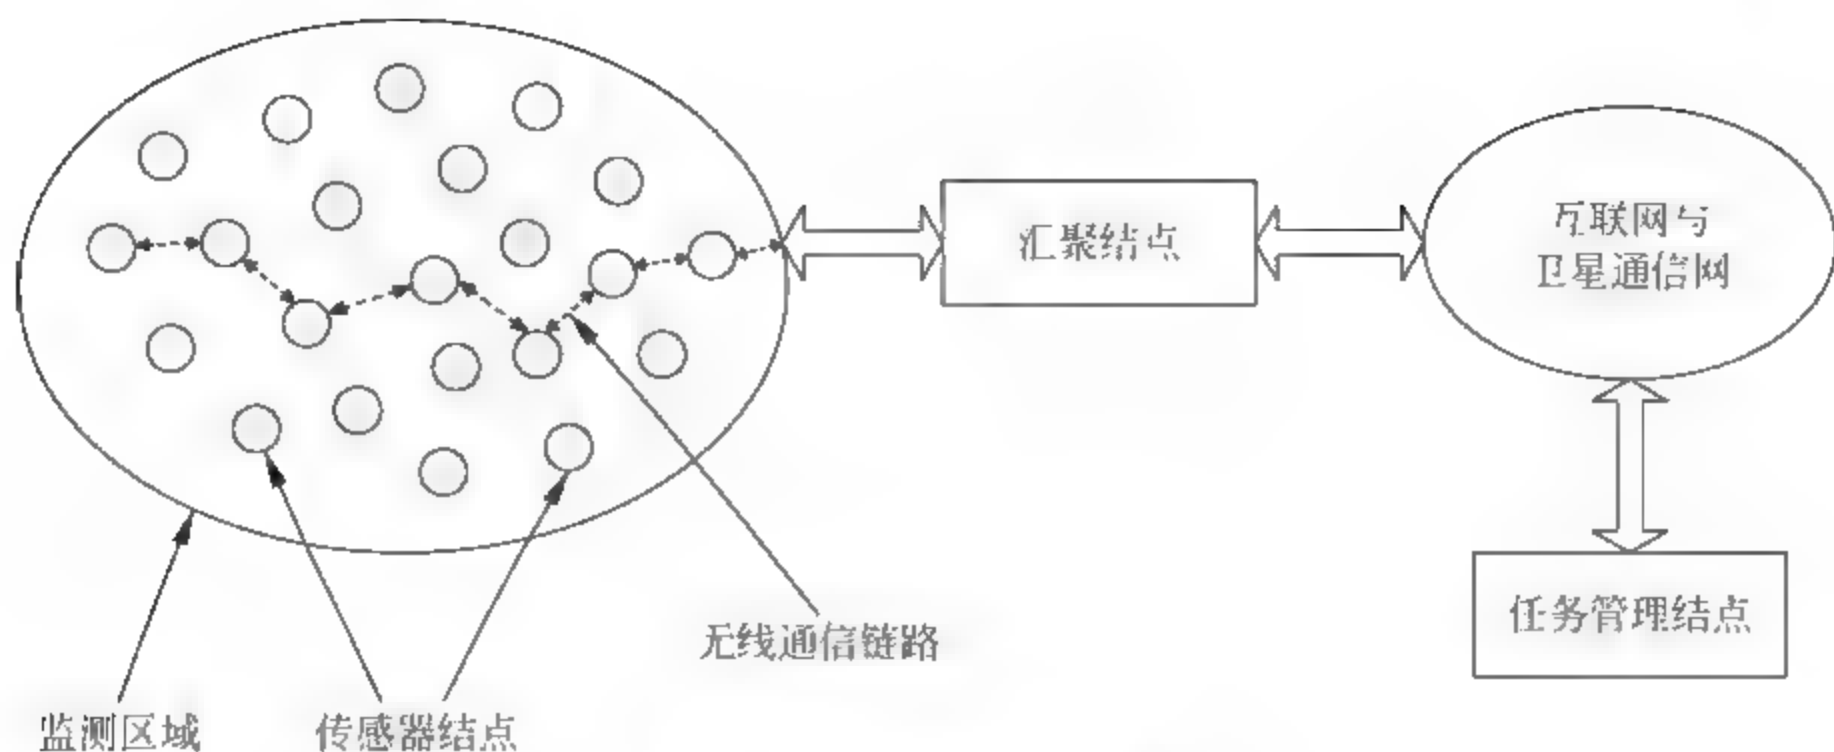 汇聚结点
互联网与
卫星通信网
任务管理结点
无线通信链路
监测区域
传感器结点